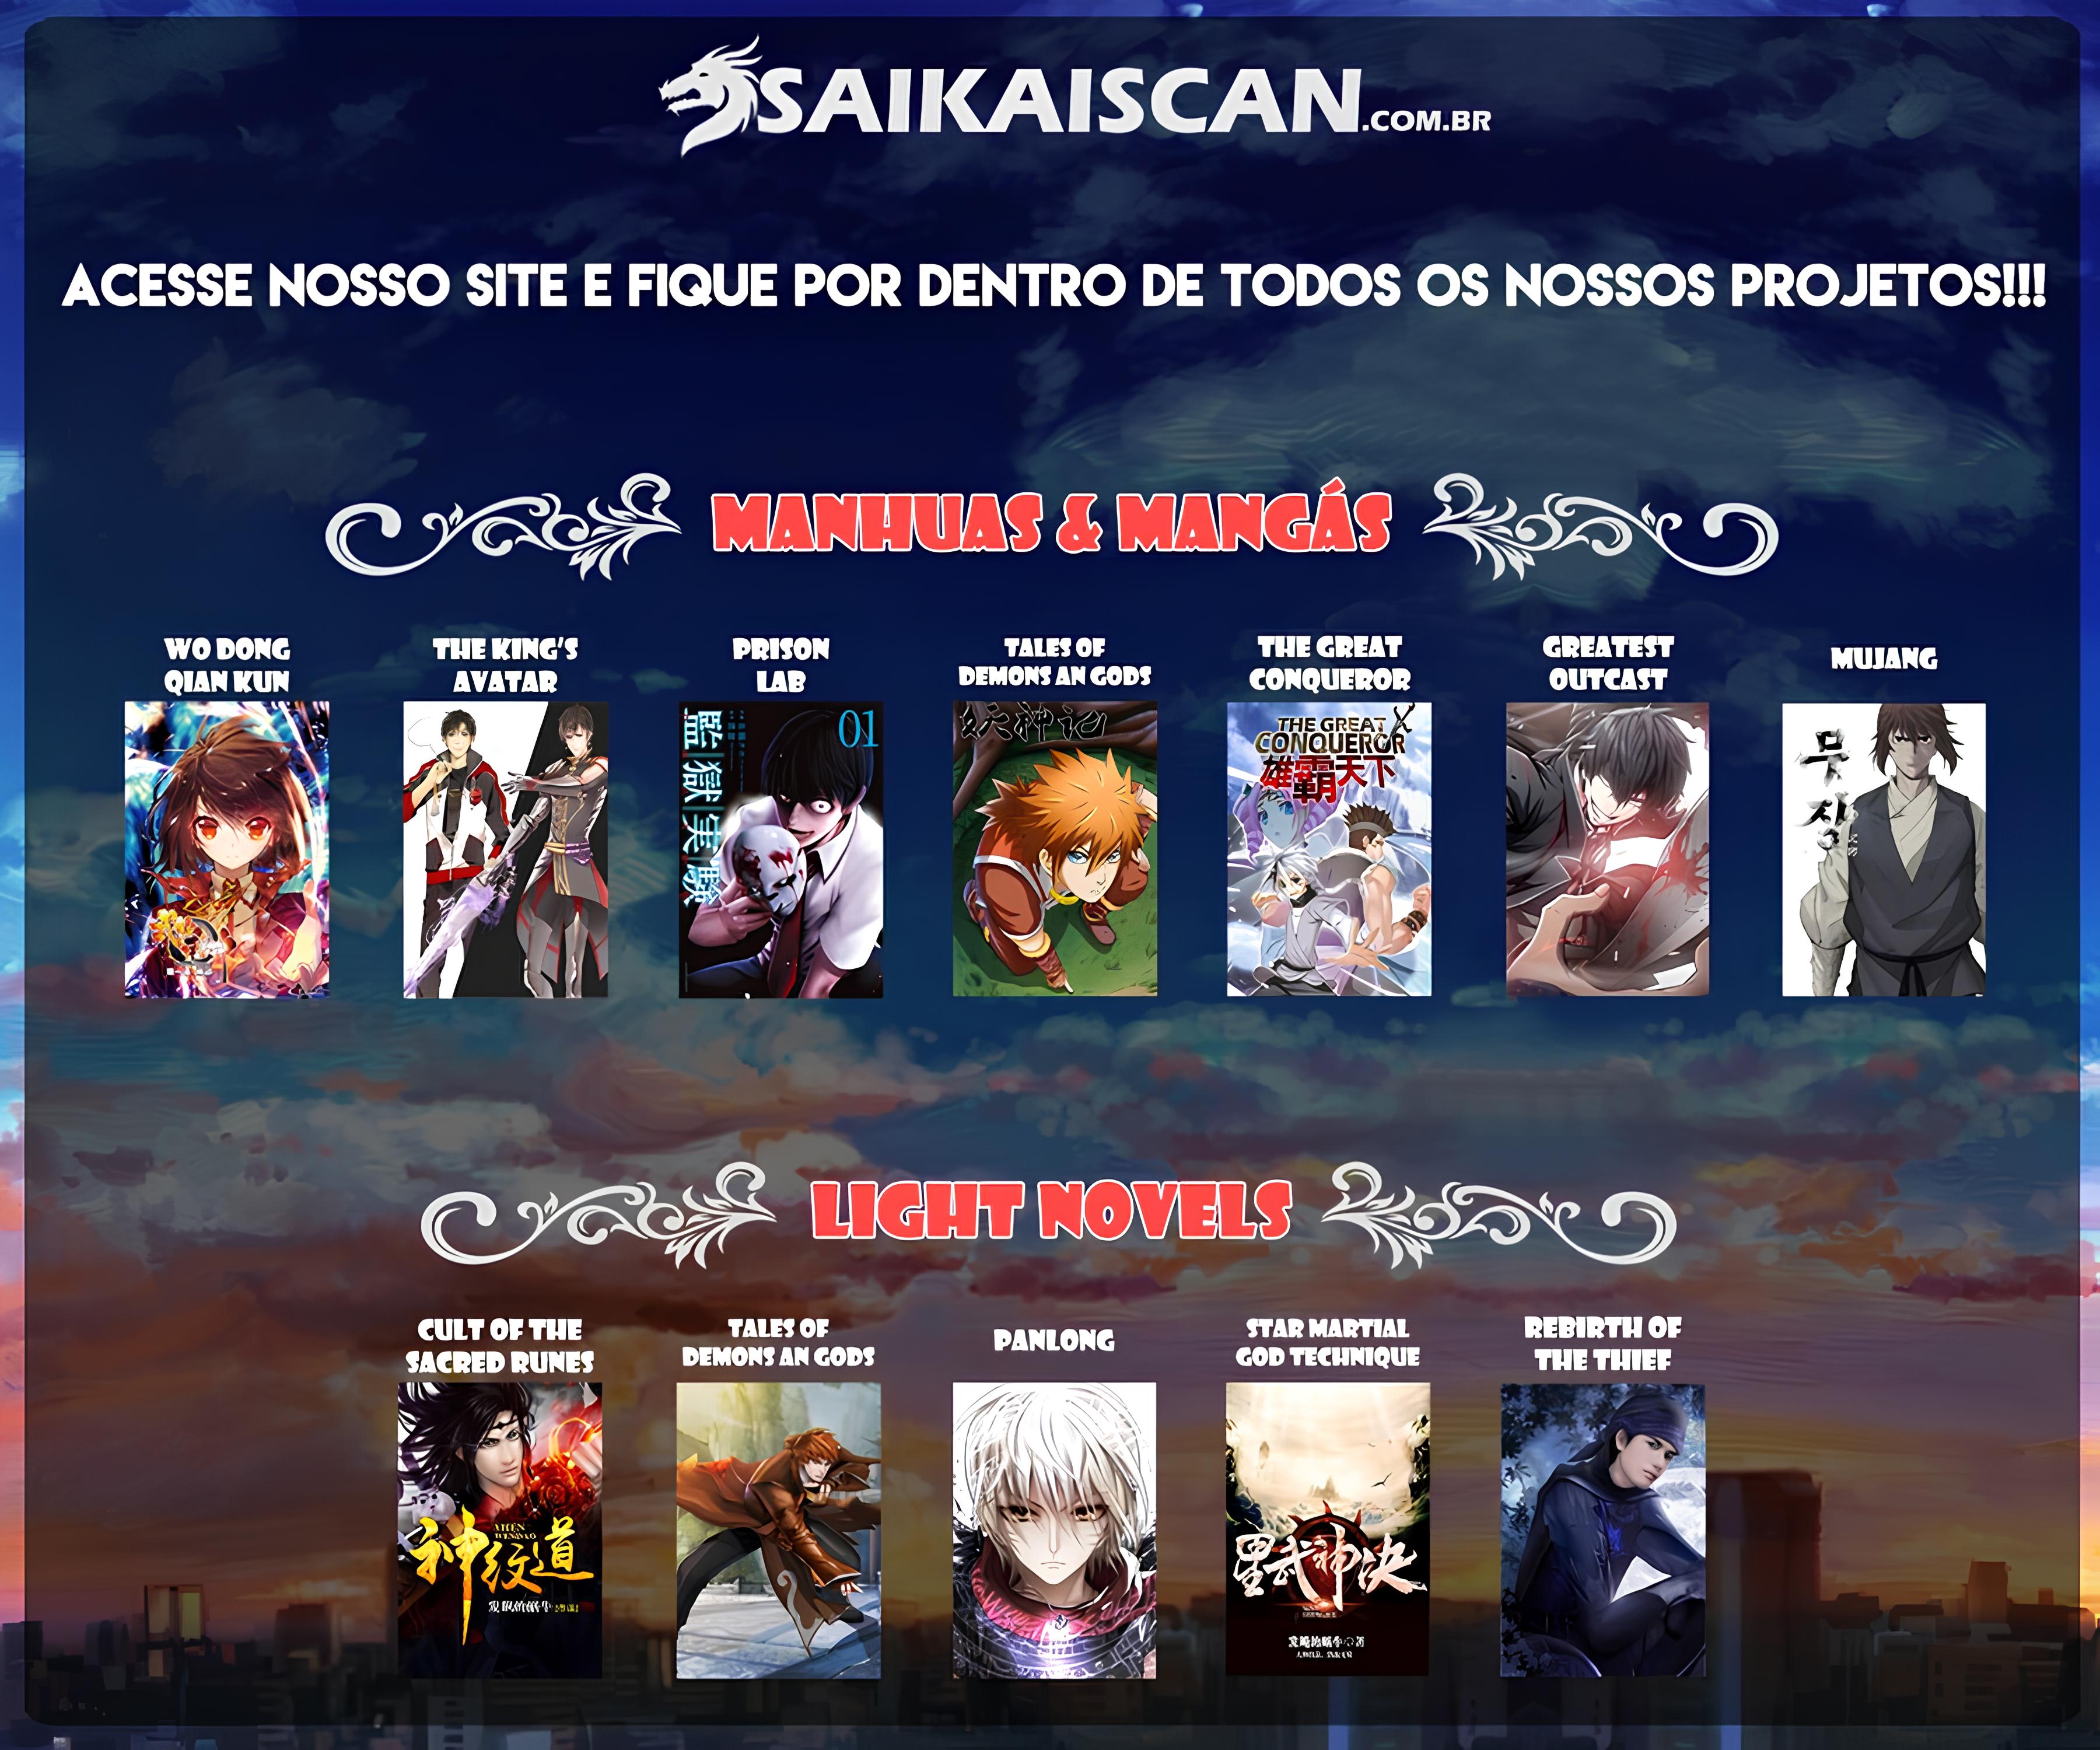 SAIKAISCAN.COM.BR
ACESSE NOSSO SITE E FIQUE POR DENTRO DE TODOS OS NOSSOS PROJETOS!!!
MANHUAS & MANGÁS
WO DONG
QIAN KUN
THE KING'S
AVATAR
PRISON
LAB
01
監獄実験
TALES OF
DEMONS AN GODS
妖神记
THE GREAT
CONQUEROR
THE GREAT
CONQUEROR
雄霸天下
GREATEST
OUTCAST
MUJANG
무장
LIGHT NOVELS
CULT OF THE
SACRED RUNES
神纹道
TALES OF
DEMONS AN GODS
PANLONG
STAR MARTIAL
GOD TECHNIQUE
星武神决
REBIRTH OF
THE THIEF